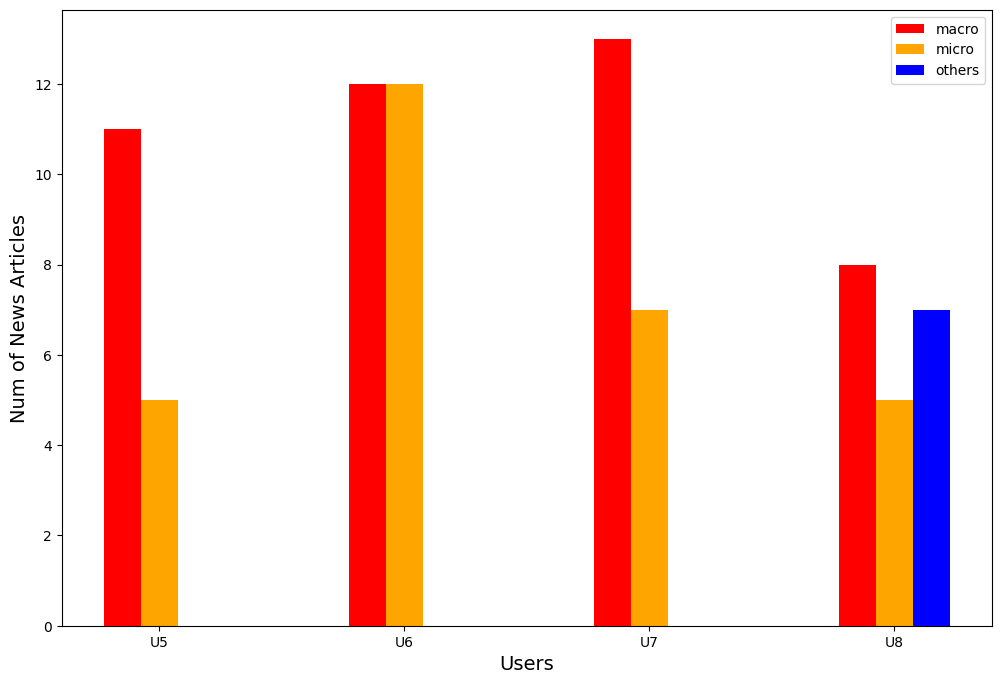 macro
micro
others
12
10
8
6
4
2
0
Num of News Articles
U5 U6 U7 U8
Users